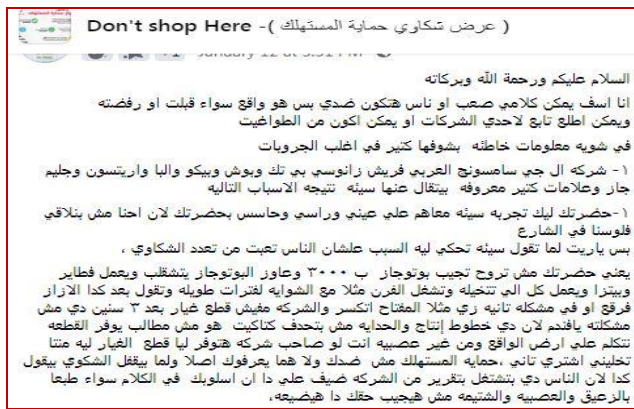 Don't shop Here -( عرض شكاوي حماية المستهلك )
السلام عليكم ورحمة الله وبركاته
انا اسف يمكن كلامي صعب او ناس هتكون ضدي بس هو واقع سواء قبلت او رفضته
ويمكن اطلع تابع لاحدي الشركات او يمكن اكون من الطواغيت
في شويه معلومات خاطئه بشوفها كتير في اغلب الجروبات
١- شركه ال جي سامسونج العربي فريش زانوسي بي تك وبوش وبيكو والبا واريتسون وجليم
جاز وعلامات كتير معروفه بيتقال عنها سيئه نتيجه الاسباب التاليه
١-حضرتك ليك تجربه سيئه معاهم علي عيني وراسي وحاسس بحضرتك لان احنا مش بنلاقي
فلوسنا في الشارع
بس ياريت لما تقول سيئه تحكي ليه السبب علشان الناس تعبت من تعدد الشكاوي ،
يعني حضرتك مش تروح تجيب بوتوجاز ب ٣٠٠٠ وعاوز البوتوجاز يتشقلب ويعمل فطاير
وبيتزا ويعمل كل الي تتخيله وتشغل الفرن مثلا مع الشوايه لفترات طويله وتقول بعد كدا الازاز
فرقع او في مشكله تانيه زي مثلا المفتاح اتكسر والشركه مفيش قطع غيار بعد ٣ سنين دي مش
مشكلته يافندم لان دي خطوط إنتاج والحدايه مش بتحدف كتاكيت هو مش مطالب يوفر القطعه
نتكلم علي ارض الواقع ومن غير عصبيه انت لو صاحب شركه هتوفر ليا قطع الغيار ليه متتا
تخليني اشتري تاني ،حمايه المستهلك مش ضدك ولا هما يعرفوك اصلا ولما بيقفل الشكوي بيقول
كدا لان الناس دي بتشتغل بتقرير من الشركه ضيف علي دا ان اسلوبك في الكلام سواء طبعا
بالزعيق والعصبيه والشتيمه مش هيجيب حقك دا هيضيعه،